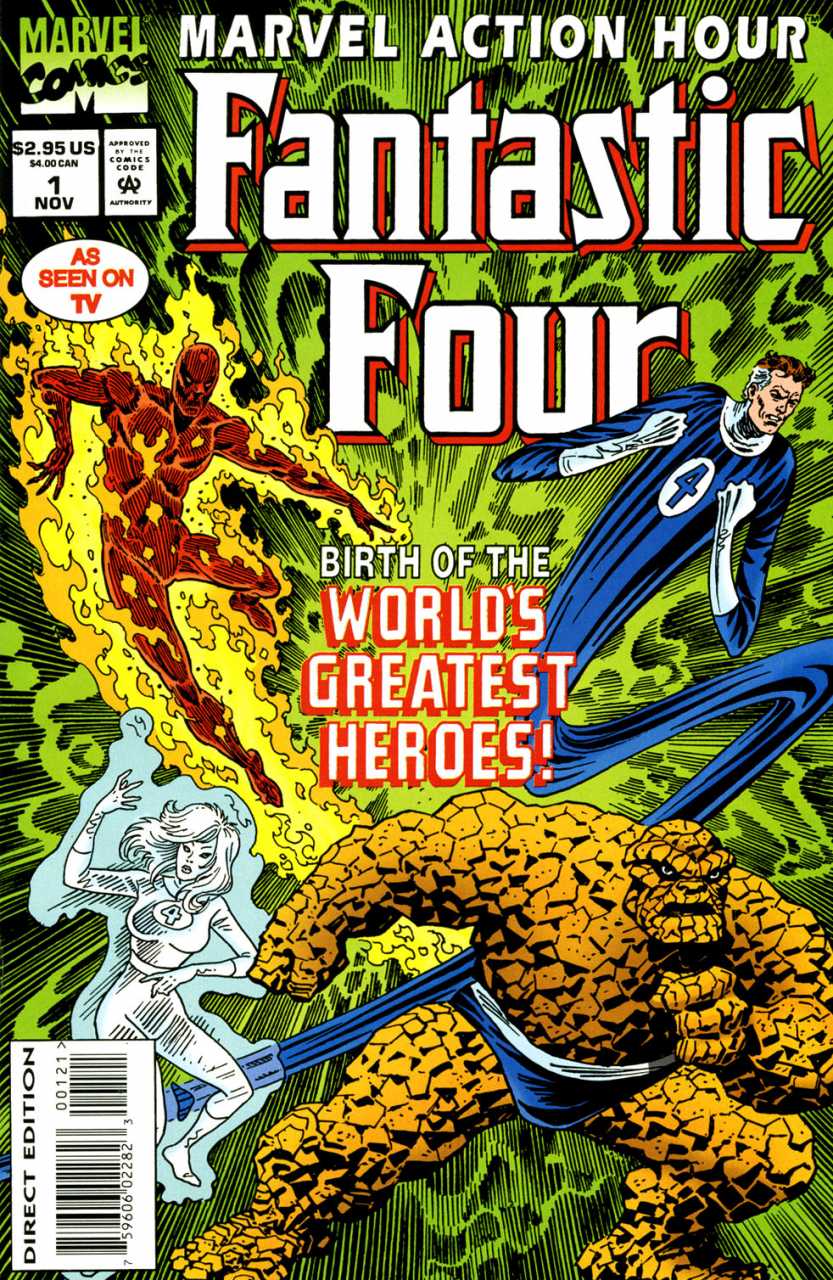 MARVEL
COMICS
MARVEL ACTION HOUR
Fantastic
Four
$2.95 US
$4.00 CAN
1
NOV
APPROVED
BY THE
COMICS
CODE
CA
AUTHORITY
AS
SEEN ON
TV
4
BIRTH OF THE
WORLD'S
GREATEST
HEROES!
4
DIRECT EDITION
00121>
7 59606 02282 3